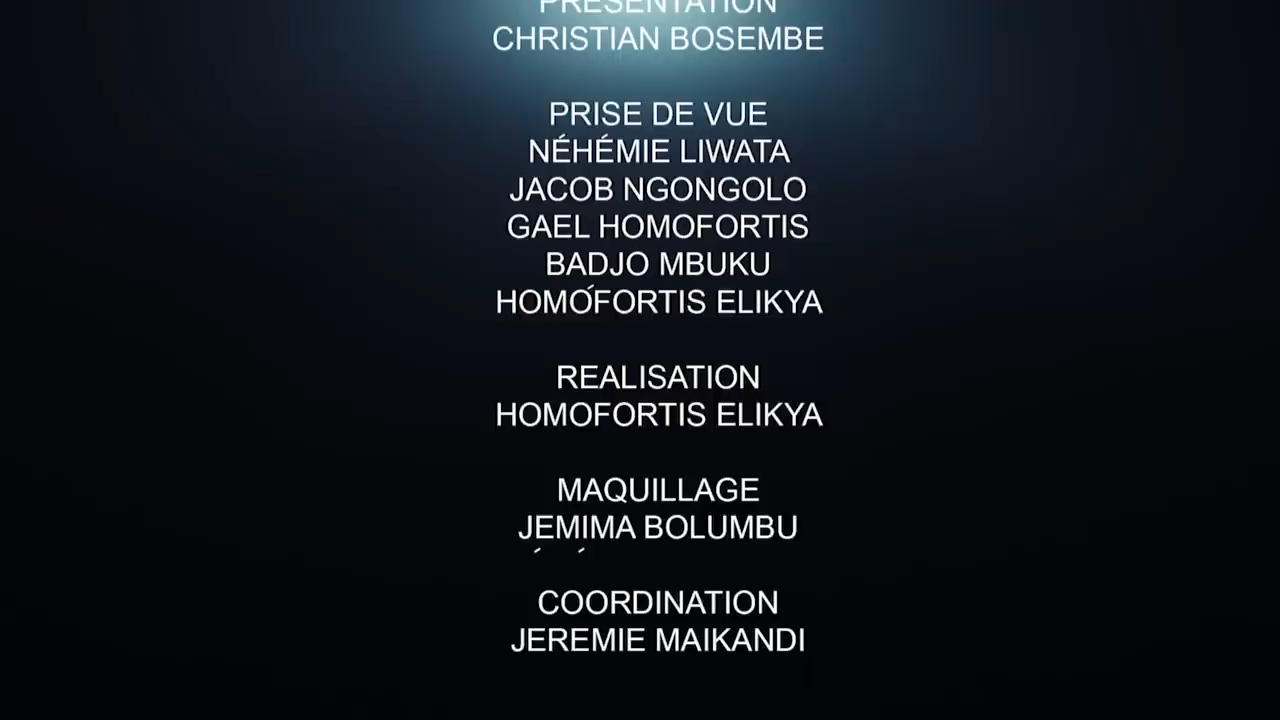 PRESENTATION
CHRISTIAN BOSEMBE
PRISE DE VUE
NÉHÉMIE LIWATA
JACOB NGONGOLO
GAEL HOMOFORTIS
BADJO MBUKU
HOMOFORTIS ELIKYA
REALISATION
HOMOFORTIS ELIKYA
MAQUILLAGE
JEMIMA BOLUMBU
COORDINATION
JEREMIE MAIKANDI